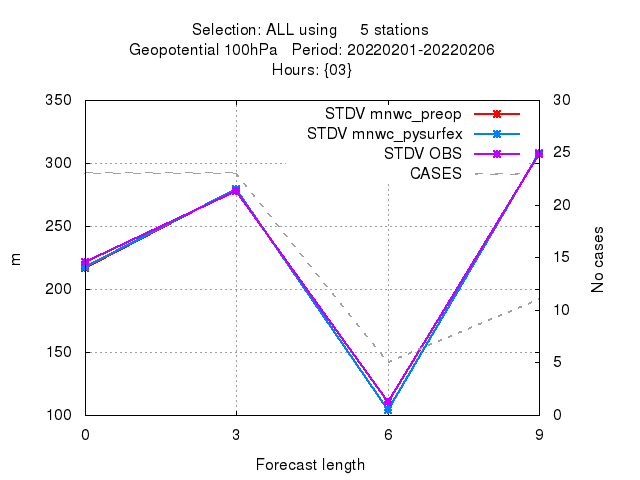 Selection: ALL using     5 stations
Geopotential 100hPa   Period: 20220201-20220206
Hours: {03}
350 30
STDV mnwc_preop
STDV mnwc_pysurfex
STDV OBS
CASES
300 25
250 20
200 15
150 10
100 5
0
m
No cases
0 3 6 9
Forecast length